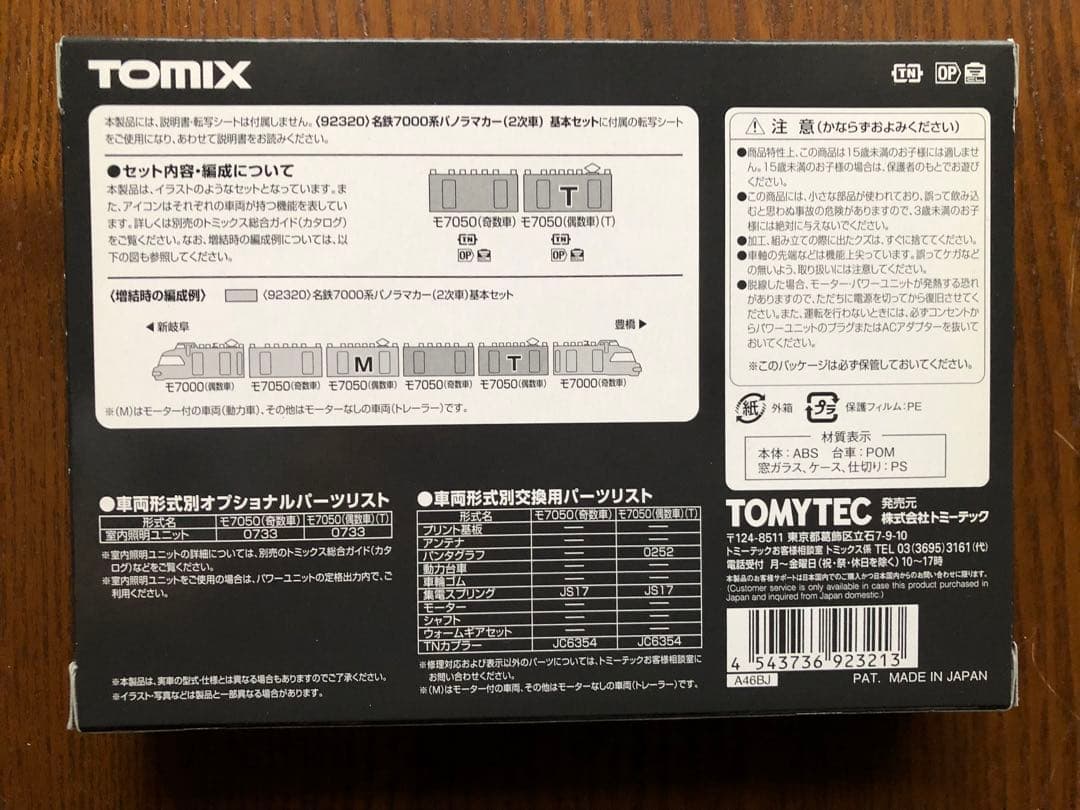 TOMIX
TN OP EL
本製品には、説明書・転写シートは付属しません。〈92320〉名鉄7000系パノラマカー(2次車) 基本セットに付属の転写シート
をご使用になり、あわせて説明書をお読みください。
●セット内容・編成について
本製品は、イラストのようなセットとなっています。ま
た、アイコンはそれぞれの車両が持つ機能を表してい
ます。詳しくは別売のトミックス総合ガイド(カタログ)
をご覧ください。なお、増結時の編成例については、以
下の図も参照してください。
T
モ7050(奇数車) モ7050(偶数車)(T)
TN TN
OP OP
〈増結時の編成例〉 〈92320〉名鉄7000系パノラマカー(2次車)基本セット
◀新岐阜 豊橋▶
M T
モ7000(偶数車) モ7050(奇数車) モ7050(偶数車) モ7050(奇数車) モ7050(偶数車) モ7000(奇数車)
※(M)はモーター付の車両(動力車)、その他はモーターなしの車両(トレーラー)です。
⚠ 注 意 (かならずおよみください)
●商品特性上、この商品は15歳未満のお子様には適しませ
ん。15歳未満のお子様の場合は、保護者のもとでお遊び
ください。
●この商品には、小さな部品が使われており、誤って飲み込
むと思わぬ事故の危険がありますので、3歳未満のお子
様には絶対に与えないでください。
●加工、組み立ての際に出たクズは、すぐに捨ててください。
●車軸の先端などは機能上尖っています。誤ってケガなど
の無いよう、取り扱いには注意してください。
●脱線した場合、モーター・パワーユニットが発熱する恐れ
がありますので、ただちに電源を切ってから復旧させてく
ださい。また、運転を行わないときには、必ずコンセントか
らパワーユニットのプラグまたはACアダプターを抜いて
おいてください。
※このパッケージは必ず保管しておいてください。
紙 外箱 プラ 保護フィルム:PE
材質表示
本体:ABS 台車:POM
窓ガラス、ケース、仕切り:PS
●車両形式別オプショナルパーツリスト
形式名 モ7050(奇数車) モ7050(偶数車)(T)
室内照明ユニット 0733 0733
※室内照明ユニットの詳細については、別売のトミックス総合ガイド(カタ
ログ)などをご覧ください。
※室内照明ユニットをご使用の場合は、パワーユニットの定格出力内で、ご
利用ください。
※本製品は、実車の型式・仕様とは異なる場合もありますのでご了承ください。
※イラスト・写真などは製品と一部異なる場合があります。
●車両形式別交換用パーツリスト
形式名 モ7050(奇数車) モ7050(偶数車)(T)
プリント基板 — —
アンテナ — —
パンタグラフ — 0252
動力台車 — —
車輪ゴム — —
集電スプリング JS17 JS17
モーター — —
シャフト — —
ウォームギアセット — —
TNカプラー JC6354 JC6354
※修理対応および表示以外のパーツについては、トミーテックお客様相談室に
お問い合わせください。
※(M)はモーター付の車両、その他はモーターなしの車両(トレーラー)です。
TOMYTEC 発売元 株式会社トミーテック
〒124-8511 東京都葛飾区立石7-9-10
トミーテックお客様相談室 トミックス係 TEL 03(3695)3161(代)
電話受付 月〜金曜日(祝・祭・休日を除く)10〜17時
本製品のお客様サポートは日本国内でのご購入かつ日本国内からのお問い合わせに限ります。
(Customer service is only available in case this product purchased in
Japan and inquired from Japan domestic.)
4 543736 923213
A46BJ
PAT. MADE IN JAPAN